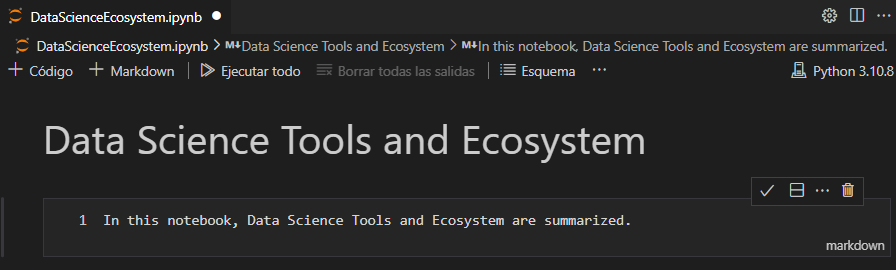 DataScienceEcosystem.ipynb
DataScienceEcosystem.ipynb > M↓Data Science Tools and Ecosystem > M↓In this notebook, Data Science Tools and Ecosystem are summarized.
+ Código + Markdown | Ejecutar todo Borrar todas las salidas | Esquema ... Python 3.10.8
Data Science Tools and Ecosystem
1 In this notebook, Data Science Tools and Ecosystem are summarized.
markdown